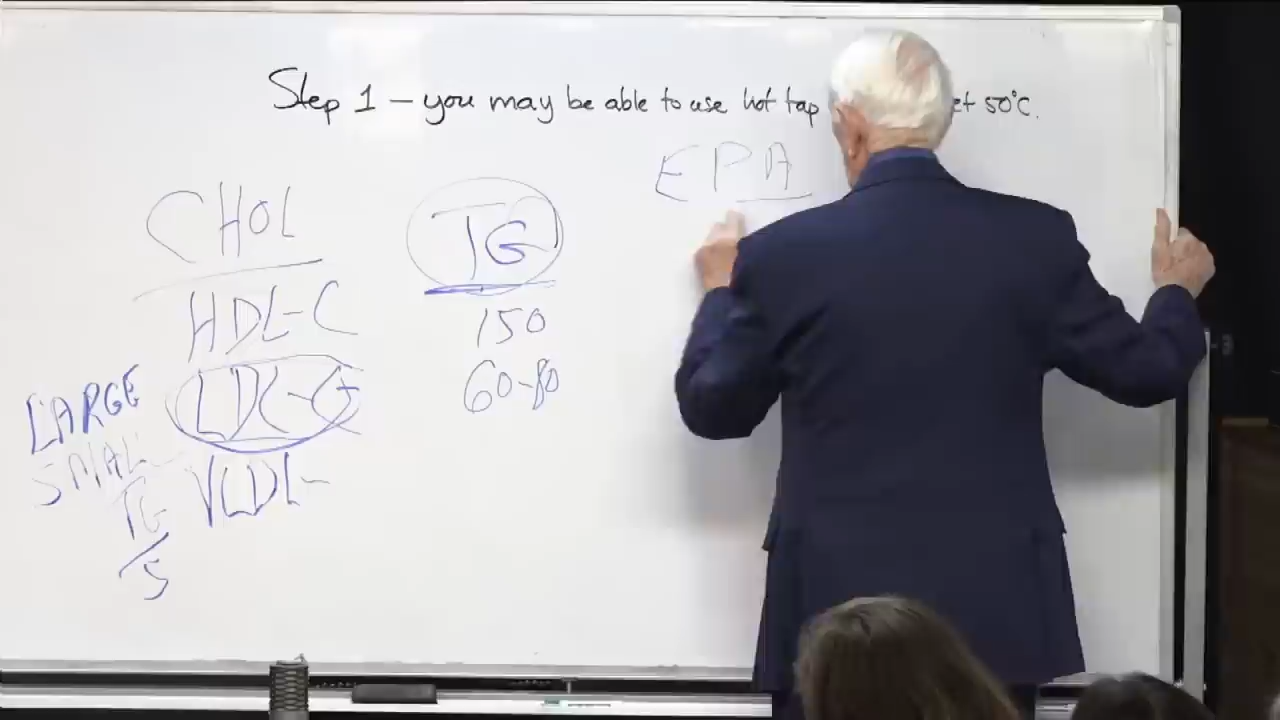 Step 1 – you may be able to use hot tap et 50°C.
EPA
CHOL
TG
HDL-C
150
LARGE
LDL-C
60-80
SMAL
VLDL-
TG
5